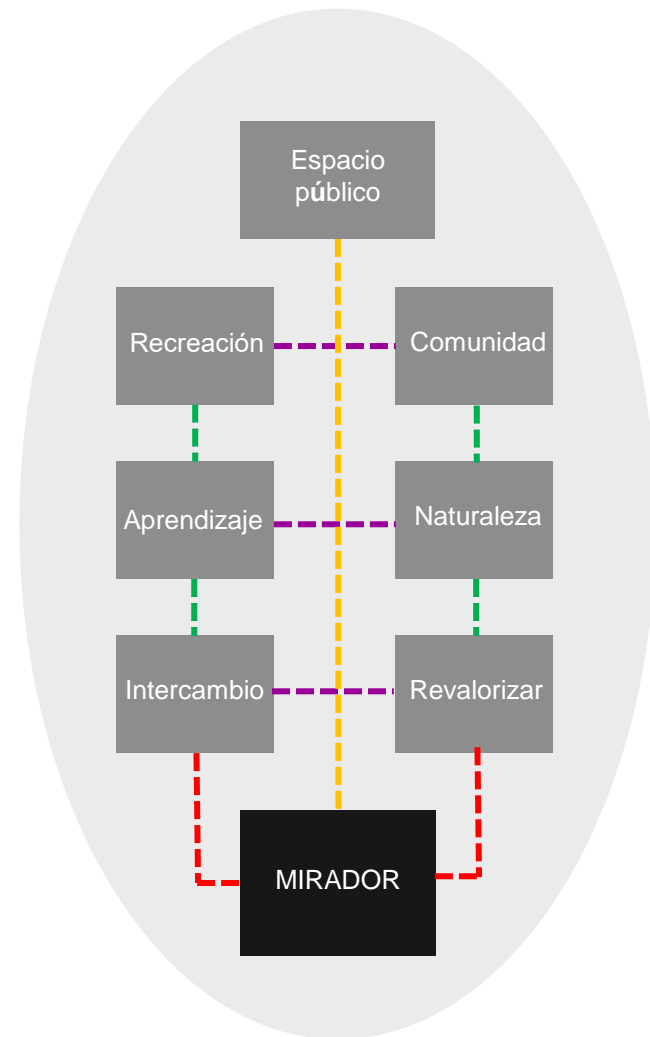 Espacio
público
Recreación
Comunidad
Aprendizaje
Naturaleza
Intercambio
Revalorizar
MIRADOR